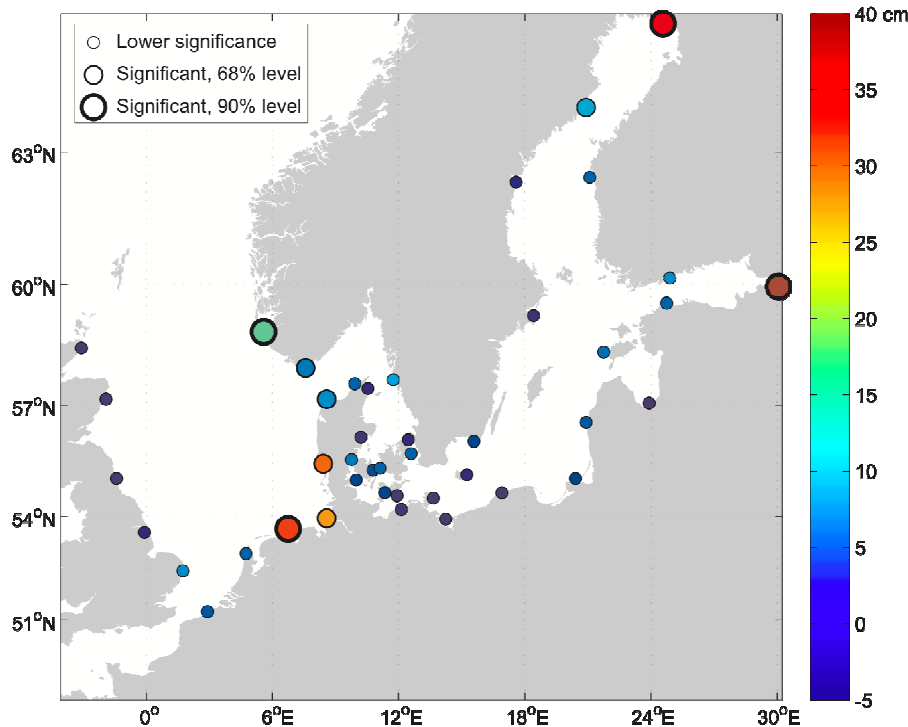 40 cm
Lower significance
Significant, 68% level
35
Significant, 90% level
30
63°N
25
20
60°N
15
57°N
10
54°N
5
51°N
0
-5
0° 6°E 12°E 18°E 24°E 30°E